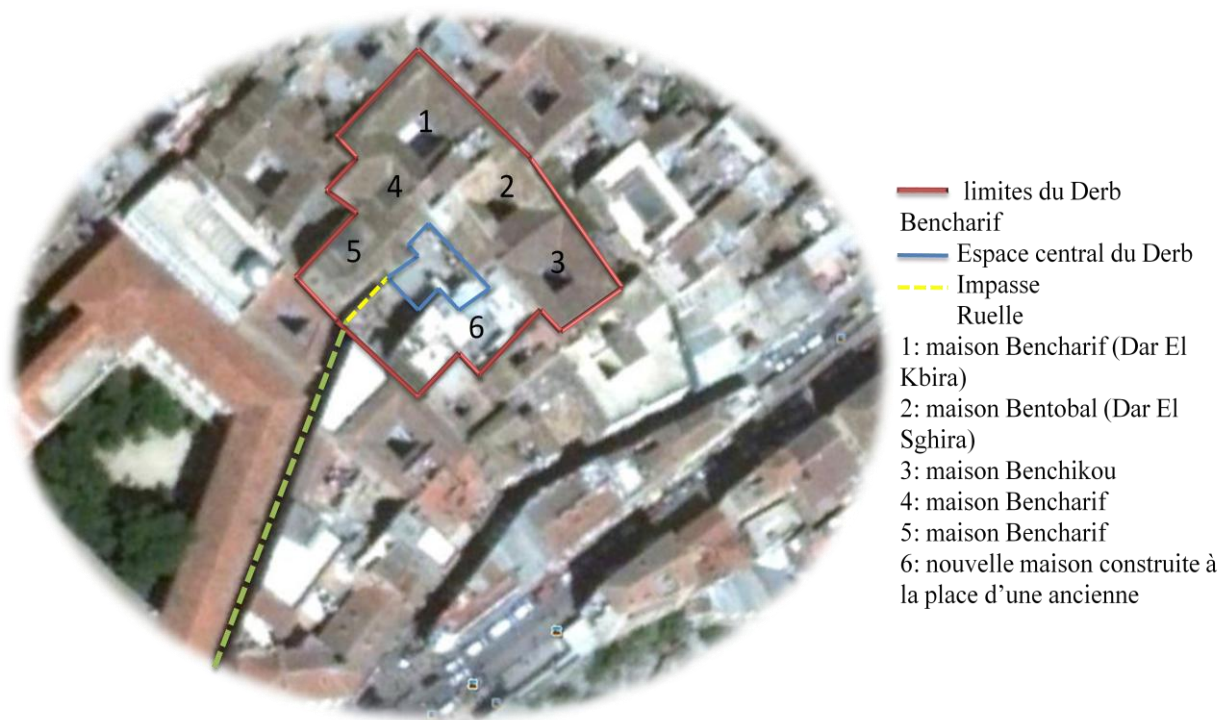 1
4
2
5
3
6
limites du Derb
Bencharif
Espace central du Derb
Impasse
Ruelle
1: maison Bencharif (Dar El
Kbira)
2: maison Bentobal (Dar El
Sghira)
3: maison Benchikou
4: maison Bencharif
5: maison Bencharif
6: nouvelle maison construite à
la place d’une ancienne